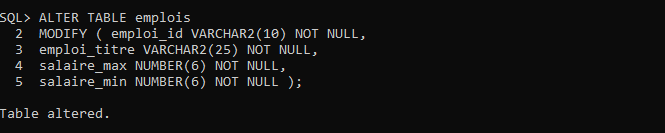 SQL> ALTER TABLE emplois
  2  MODIFY ( emploi_id VARCHAR2(10) NOT NULL,
  3  emploi_titre VARCHAR2(25) NOT NULL,
  4  salaire_max NUMBER(6) NOT NULL,
  5  salaire_min NUMBER(6) NOT NULL );
Table altered.